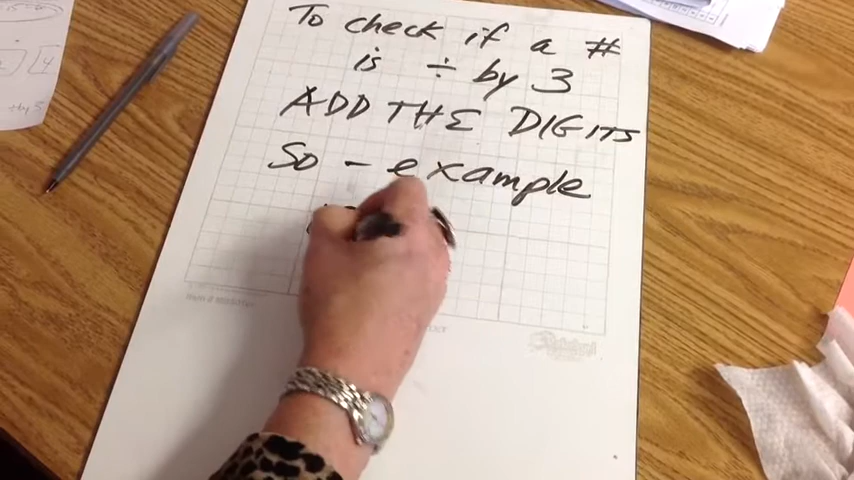 To check if a #
is ÷ by 3
ADD THE DIGITS
So - example